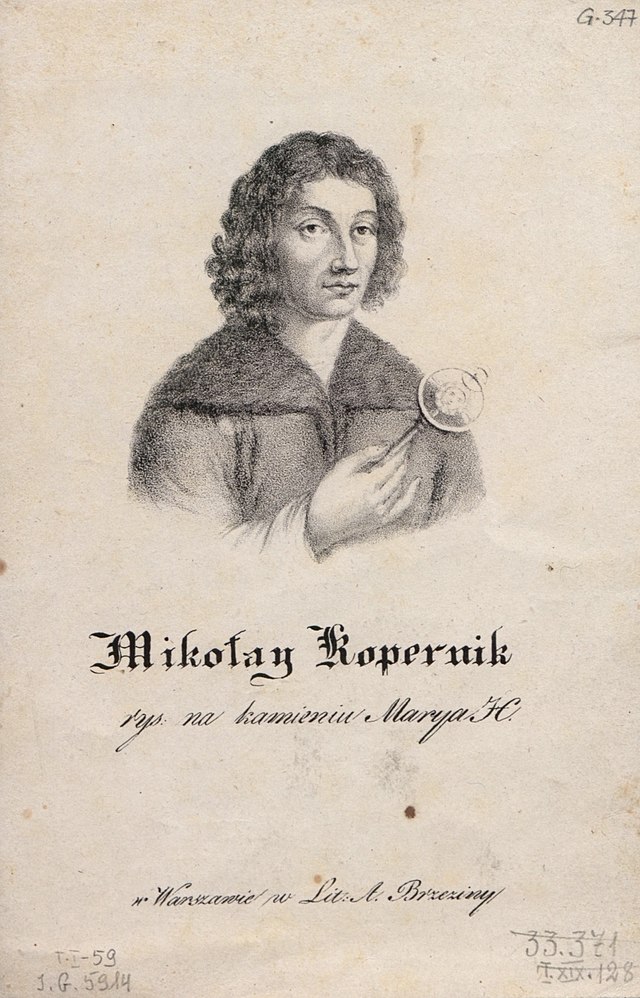 G.347
Mikołay Kopernik
rys: na kamieniu Marya H.
w Warszawie w Lit: A. Brzeziny
T.I-59
J.G.5914
33.371
T.XIX.128